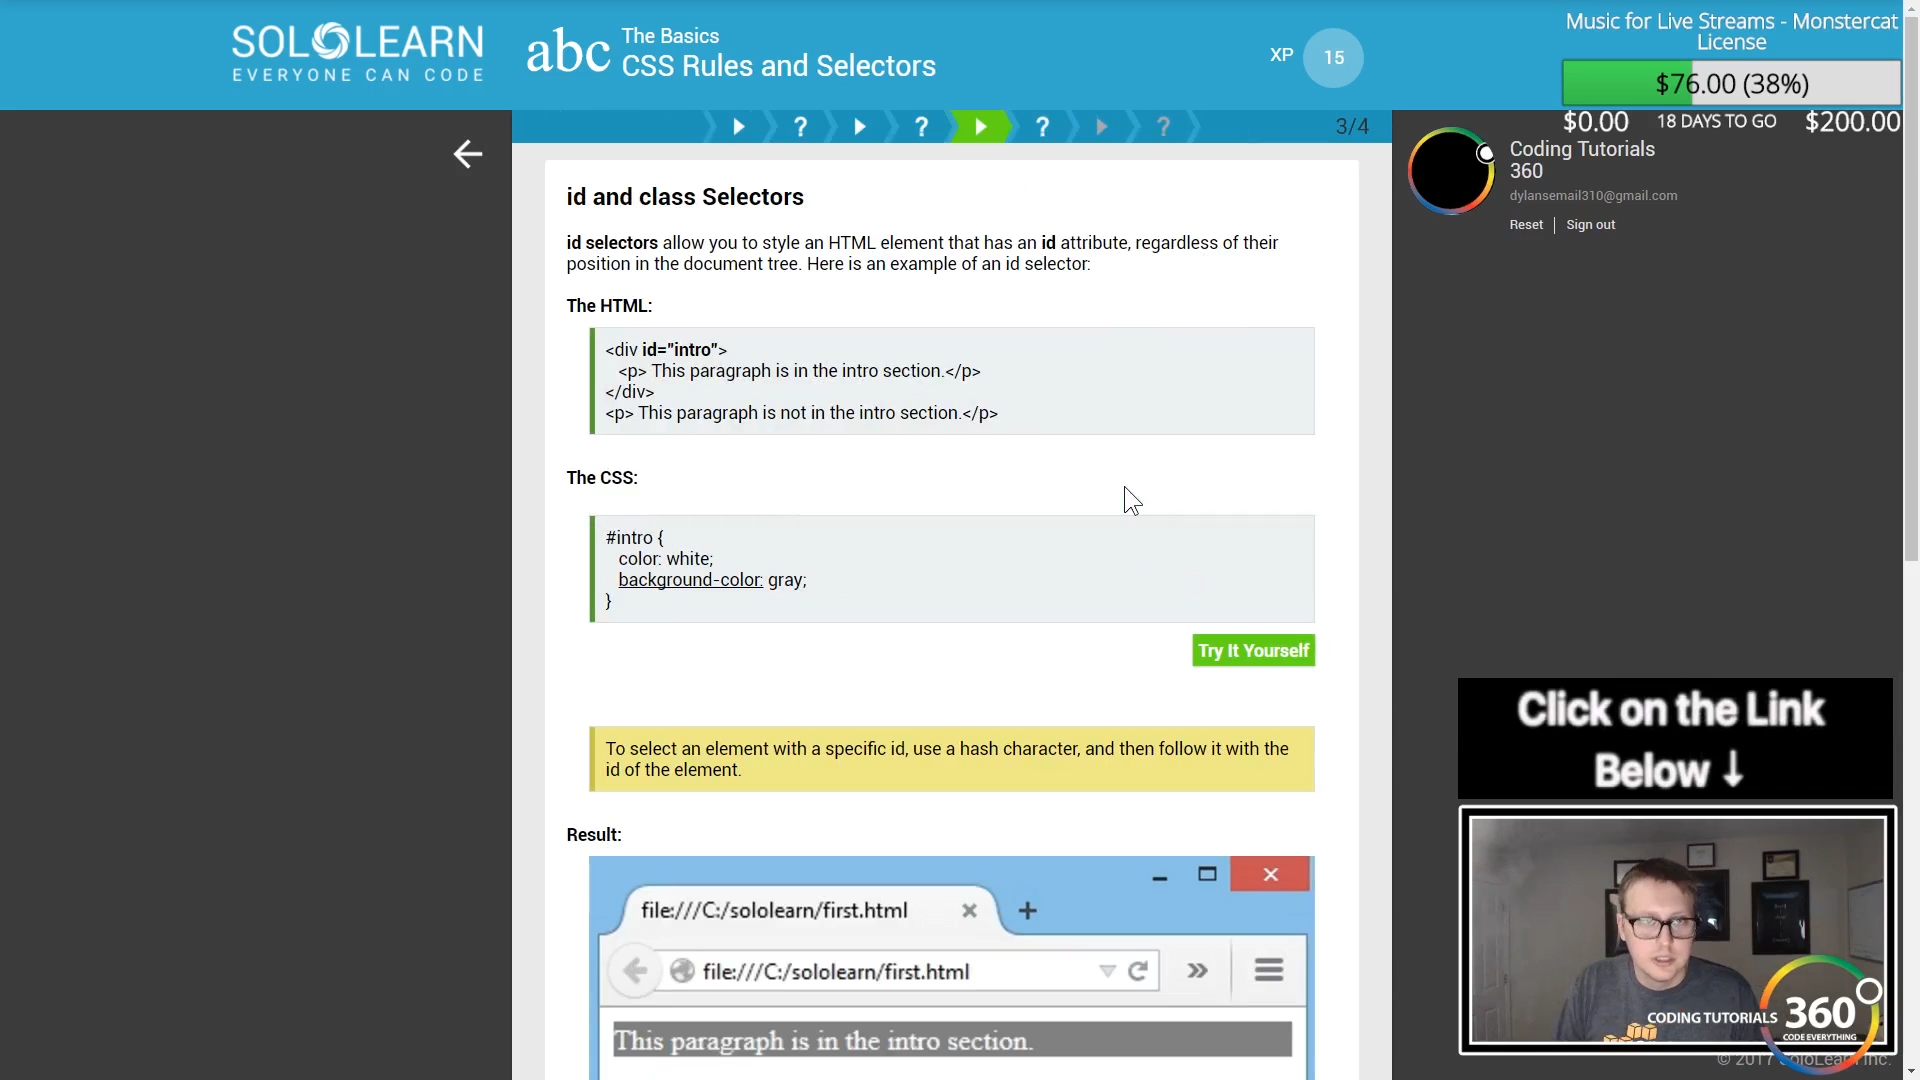 SOLOLEARN
EVERYONE CAN CODE
abc
The Basics
CSS Rules and Selectors
XP
15
Music for Live Streams - Monstercat
License
$76.00 (38%)
$0.00
18 DAYS TO GO
$200.00
? ? ? ?
3/4
Coding Tutorials
360
dylansemail310@gmail.com
Reset
Sign out
id and class Selectors
id selectors allow you to style an HTML element that has an id attribute, regardless of their
position in the document tree. Here is an example of an id selector:
The HTML:
<div id="intro">
<p> This paragraph is in the intro section.</p>
</div>
<p> This paragraph is not in the intro section.</p>
The CSS:
#intro {
color: white;
background-color: gray;
}
Try It Yourself
To select an element with a specific id, use a hash character, and then follow it with the
id of the element.
Result:
file:///C:/sololearn/first.html
file:///C:/sololearn/first.html
This paragraph is in the intro section.
Click on the Link
Below ↓
CODING TUTORIALS 360
CODE EVERYTHING
© 2017 SoloLearn Inc.